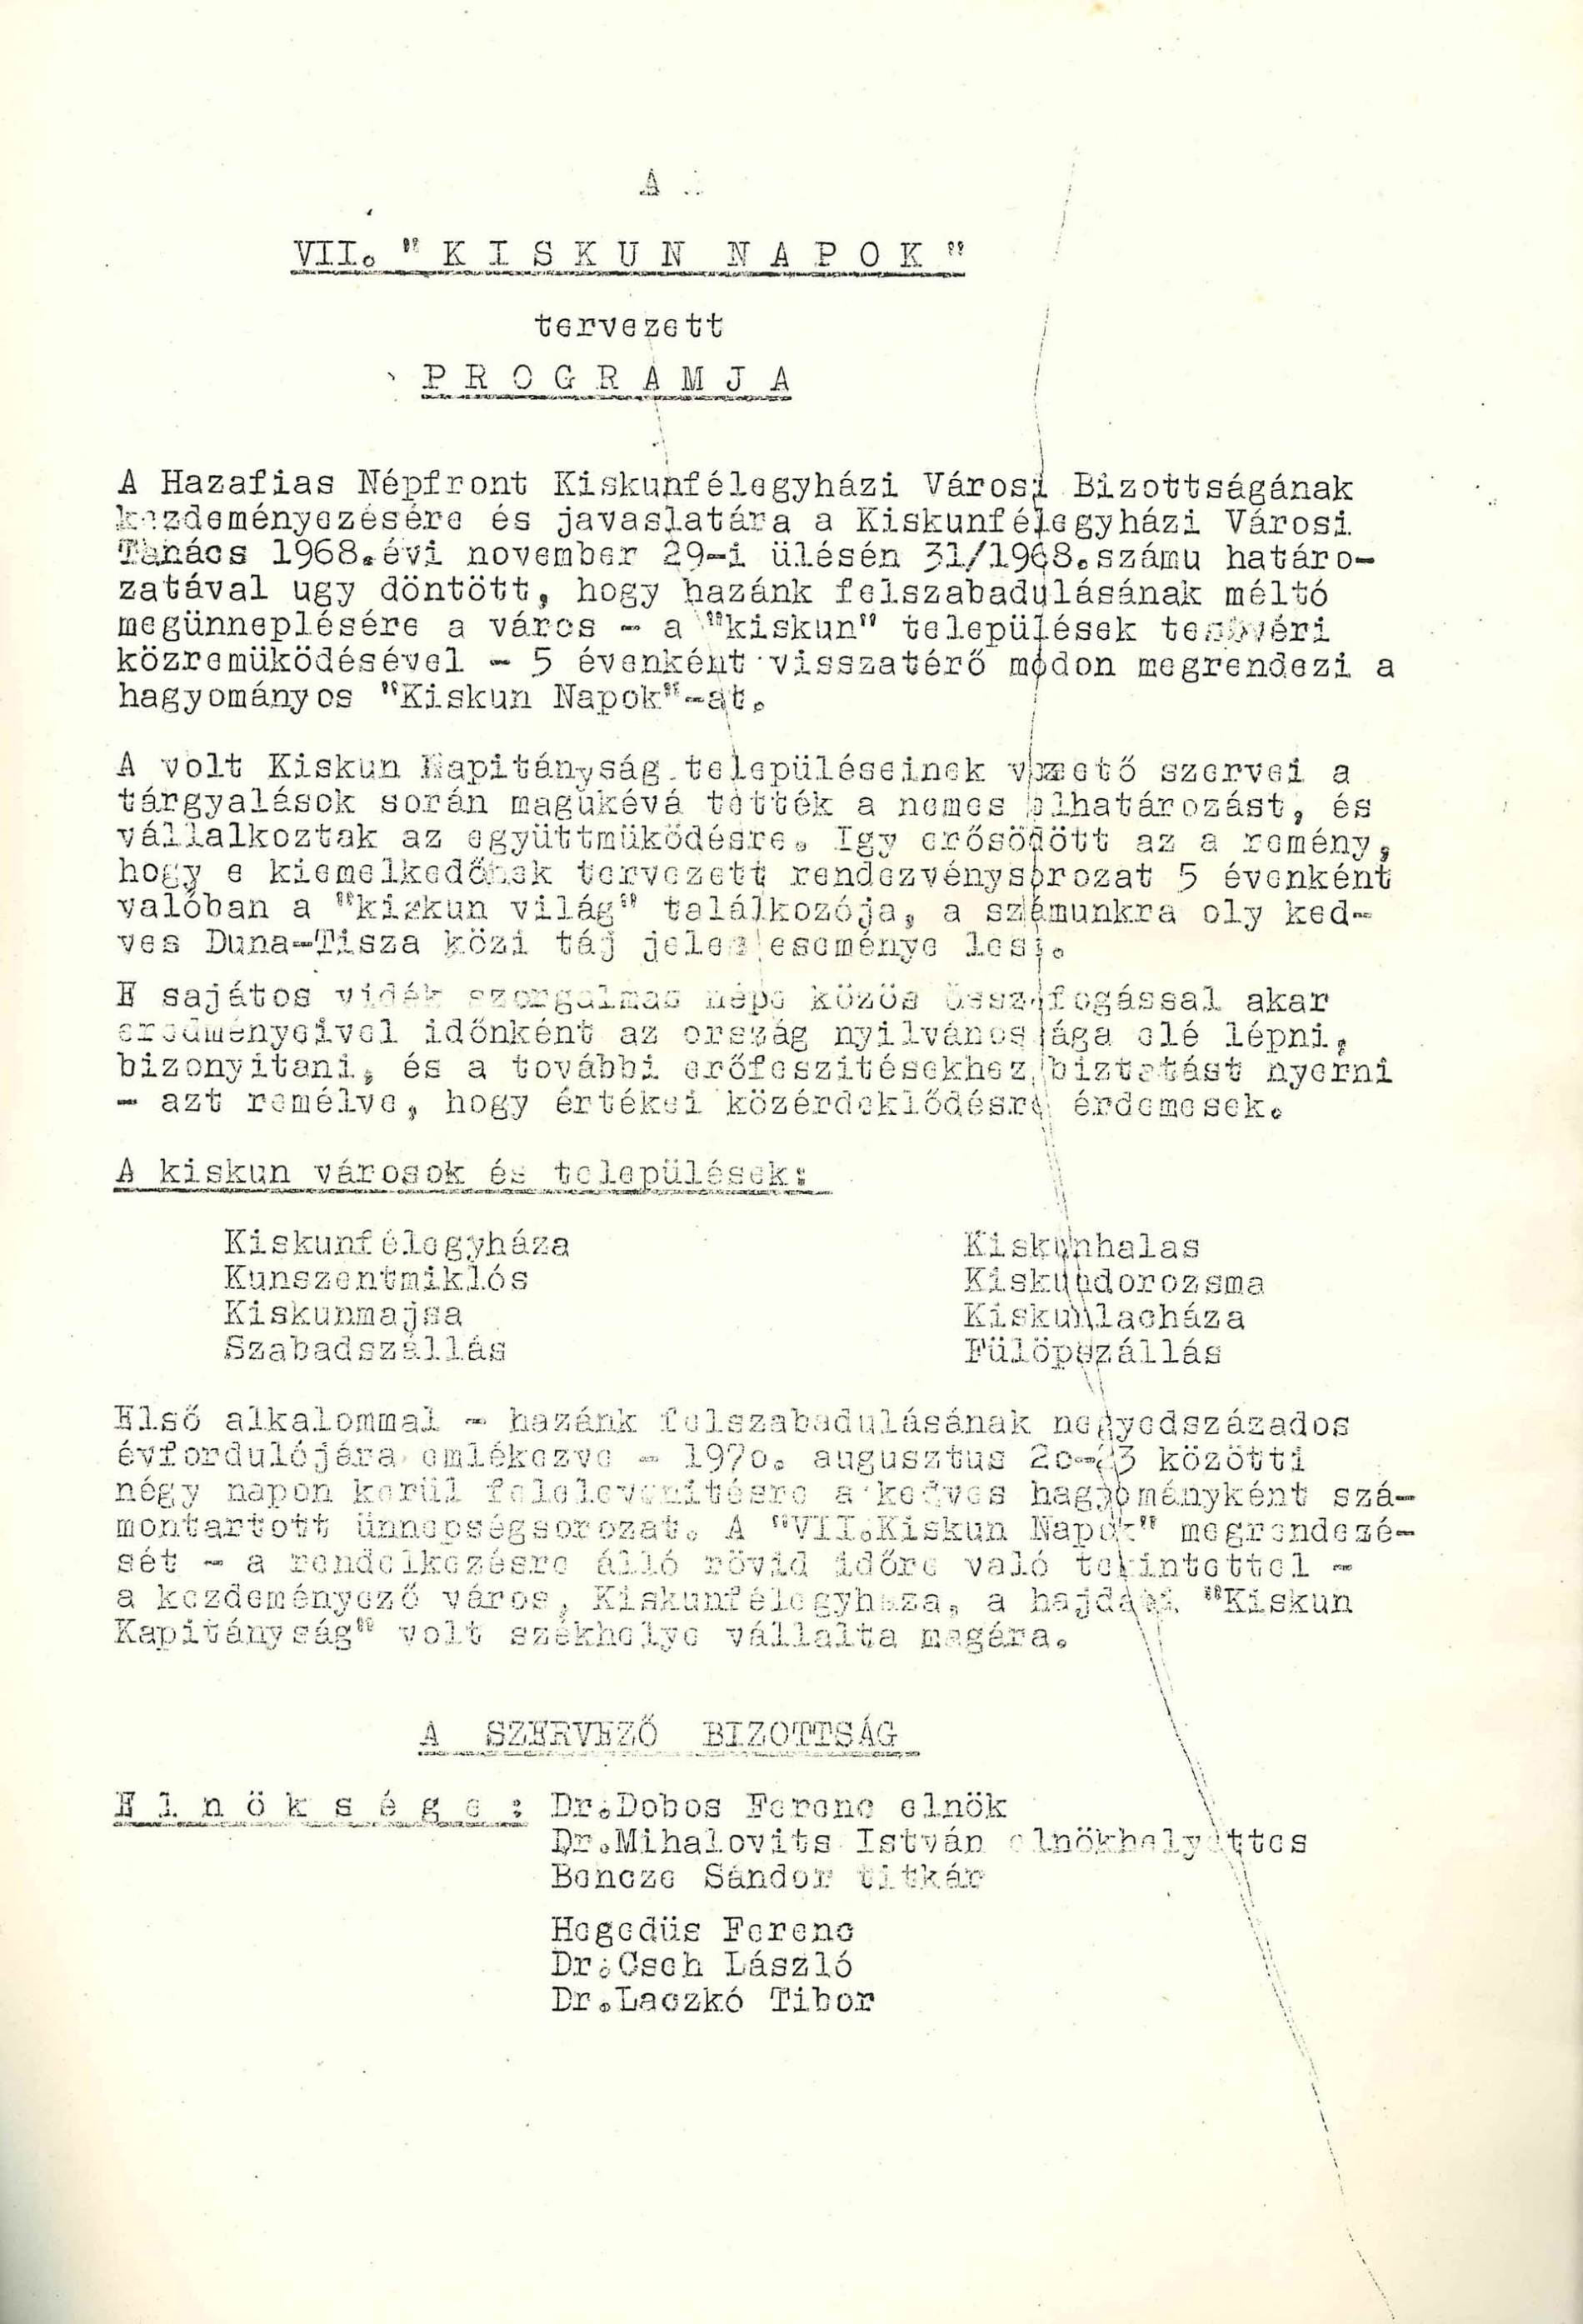 A
VII. "K I S K U N N A P O K"
tervezett
P R O G R A M J A
A Hazafias Népfront Kiskunfélegyházi Városi Bizottságának
kezdeményezésére és javaslatára a Kiskunfélegyházi Városi
Tanács 1968.évi november 29-i ülésén 31/1968.számu határo-
zatával ugy döntött, hogy hazánk felszabadulásának méltó
megünneplésére a város - a "kiskun" települések testvéri
közremüködésével - 5 évenként visszatérő módon megrendezi a
hagyományos "Kiskun Napok"-at.
A volt Kiskun Kapitányság településeinek vezető szervei a
tárgyalások során magukévá tették a nemes elhatározást, és
vállalkoztak az együttmüködésre. Igy erősödött az a remény,
hogy e kiemelkedőnek tervezett rendezvénysorozat 5 évenként
valóban a "kiskun világ" találkozója, a számunkra oly ked-
ves Duna-Tisza közi táj jeles eseménye lesz.
E sajátos vidék szorgalmas népe közös összefogással akar
eredményeivel időnként az ország nyilvánossága elé lépni,
bizonyitani, és a további erőfeszitésekhez biztatást nyerni
- azt remélve, hogy értékei közérdeklődésre érdemesek.
A kiskun városok és települések:
Kiskunfélegyháza Kiskunhalas
Kunszentmiklós Kiskundorozsma
Kiskunmajsa Kiskunlacháza
Szabadszállás Fülöpszállás
Első alkalommal - hazánk felszabadulásának negyedszázados
évfordulójára emlékezve - 197o. augusztus 2o-23 közötti
négy napon kerül felelevenitésre a kedves hagyományként szá-
montartott ünnepségsorozat. A "VII.Kiskun Napok" megrendezé-
sét - a rendelkezésre álló rövid időre való tekintettel -
a kezdeményező város, Kiskunfélegyháza, a hajdani "Kiskun
Kapitányság" volt székhelye vállalta magára.
A SZERVEZŐ BIZOTTSÁG
E l n ö k s é g e : Dr.Dobos Ferenc elnök
Dr.Mihalovits István elnökhelyettes
Bencze Sándor titkár
Hegedüs Ferenc
Dr.Cseh László
Dr.Laczkó Tibor